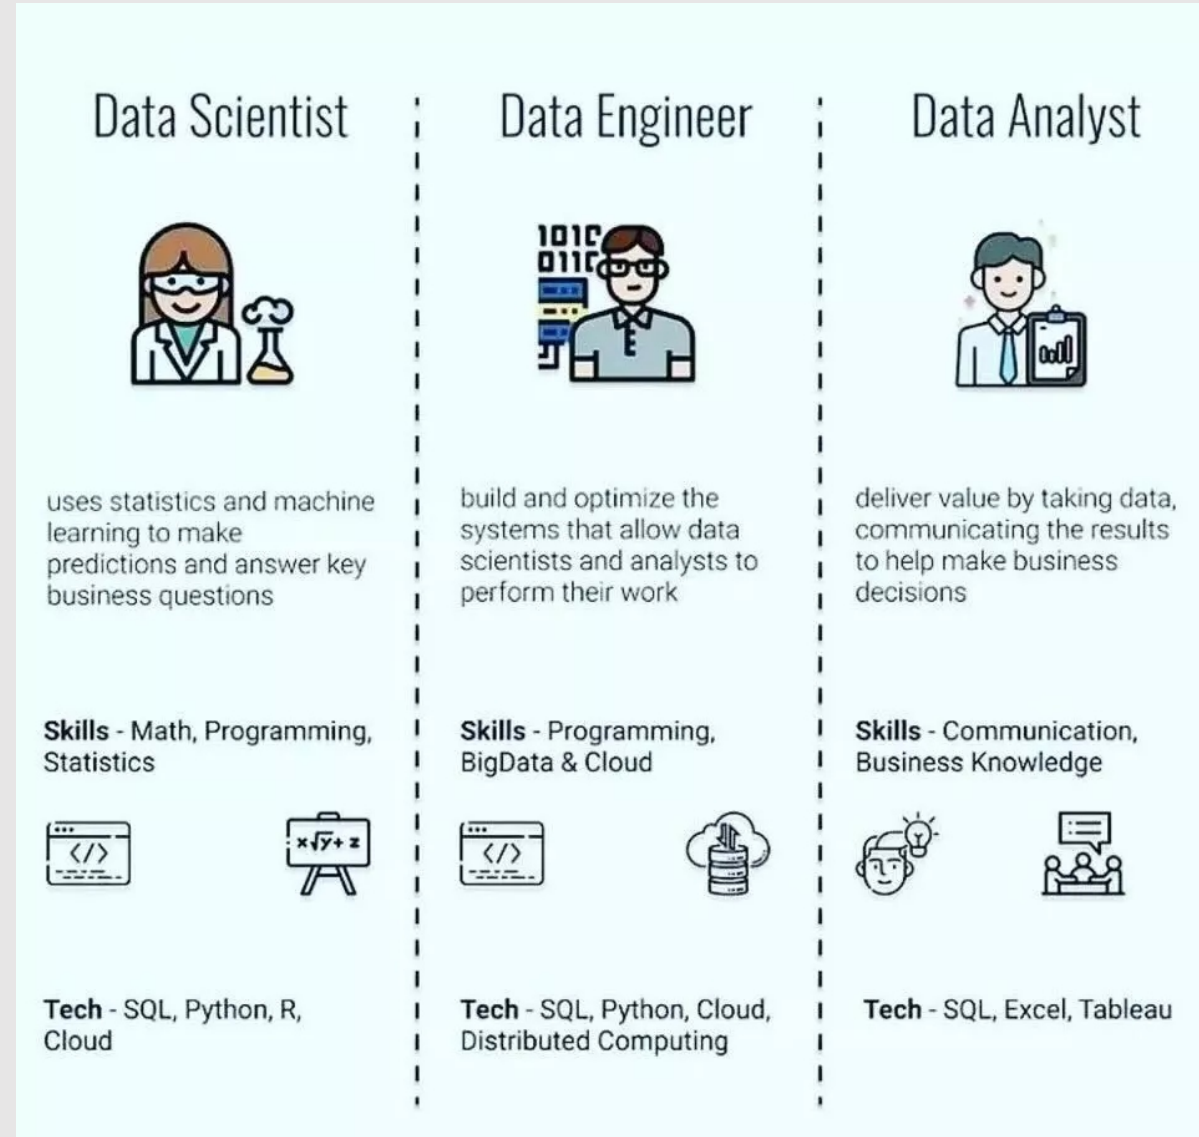 Data Scientist
uses statistics and machine
learning to make
predictions and answer key
business questions
Skills - Math, Programming,
Statistics
</>
x√y+ z
Tech - SQL, Python, R,
Cloud
Data Engineer
101C
011C
build and optimize the
systems that allow data
scientists and analysts to
perform their work
Skills - Programming,
BigData & Cloud
</>
Tech - SQL, Python, Cloud,
Distributed Computing
Data Analyst
deliver value by taking data,
communicating the results
to help make business
decisions
Skills - Communication,
Business Knowledge
Tech - SQL, Excel, Tableau